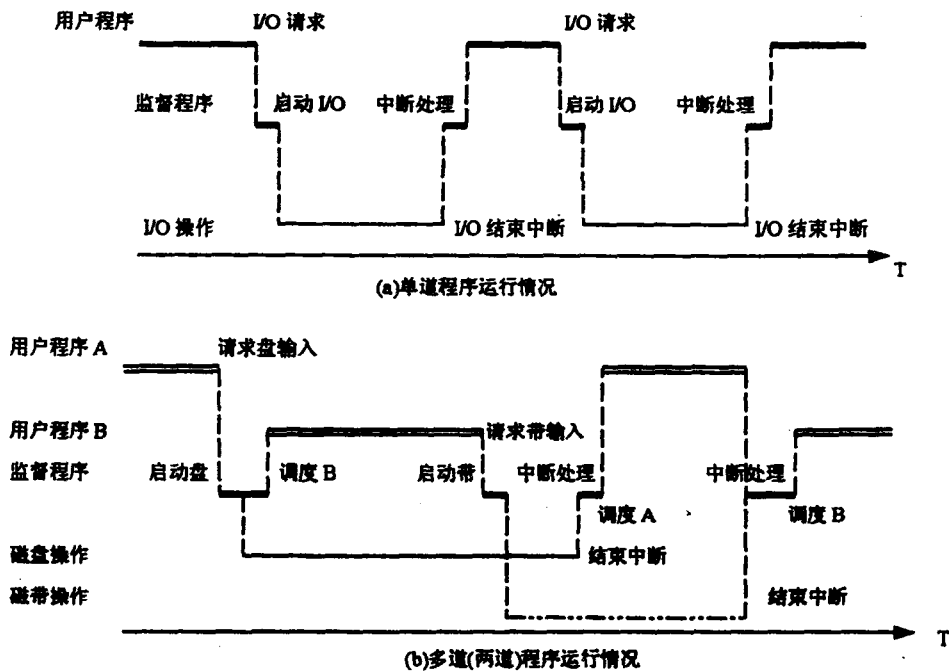 用户程序 I/O 请求 I/O 请求
监督程序 启动 I/O 中断处理 启动 I/O 中断处理
I/O 操作 I/O 结束中断 I/O 结束中断
T
(a)单道程序运行情况
用户程序 A 请求盘输入
用户程序 B 请求带输入
监督程序 启动盘 调度 B 启动带 中断处理 中断处理
调度 A 调度 B
磁盘操作 结束中断
磁带操作 结束中断
T
(b)多道(两道)程序运行情况